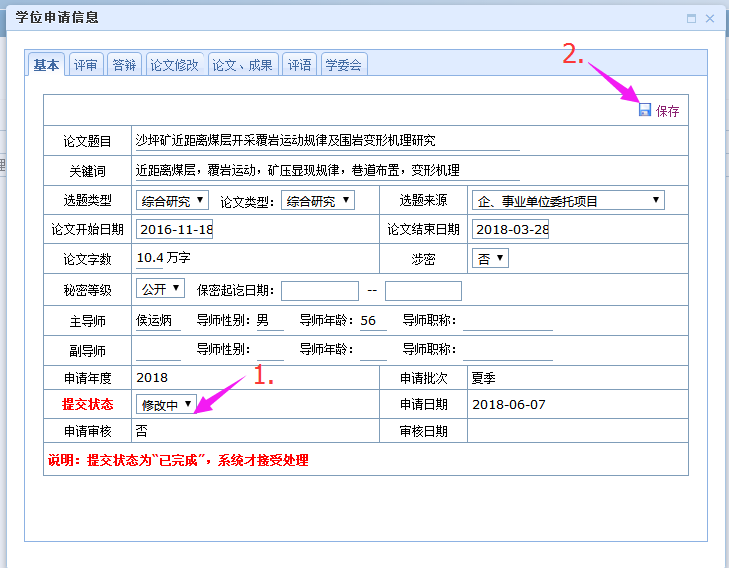 学位申请信息
基本 评审 答辩 论文修改 论文、成果 评语 学委会
2.
保存
论文题目 沙坪矿近距离煤层开采覆岩运动规律及围岩变形机理研究
关键词 近距离煤层，覆岩运动，矿压显现规律，巷道布置，变形机理
选题类型 综合研究 论文类型： 综合研究 选题来源 企、事业单位委托项目
论文开始日期 2016-11-18 论文结束日期 2018-03-28
论文字数 10.4 万字 涉密 否
秘密等级 公开 保密起讫日期： --
主导师 侯运炳 导师性别： 男 导师年龄： 56 导师职称：
副导师 导师性别： 导师年龄： 导师职称：
申请年度 2018 申请批次 夏季
1.
提交状态 修改中 申请日期 2018-06-07
申请审核 否 审核日期
说明：提交状态为“已完成”，系统才接受处理